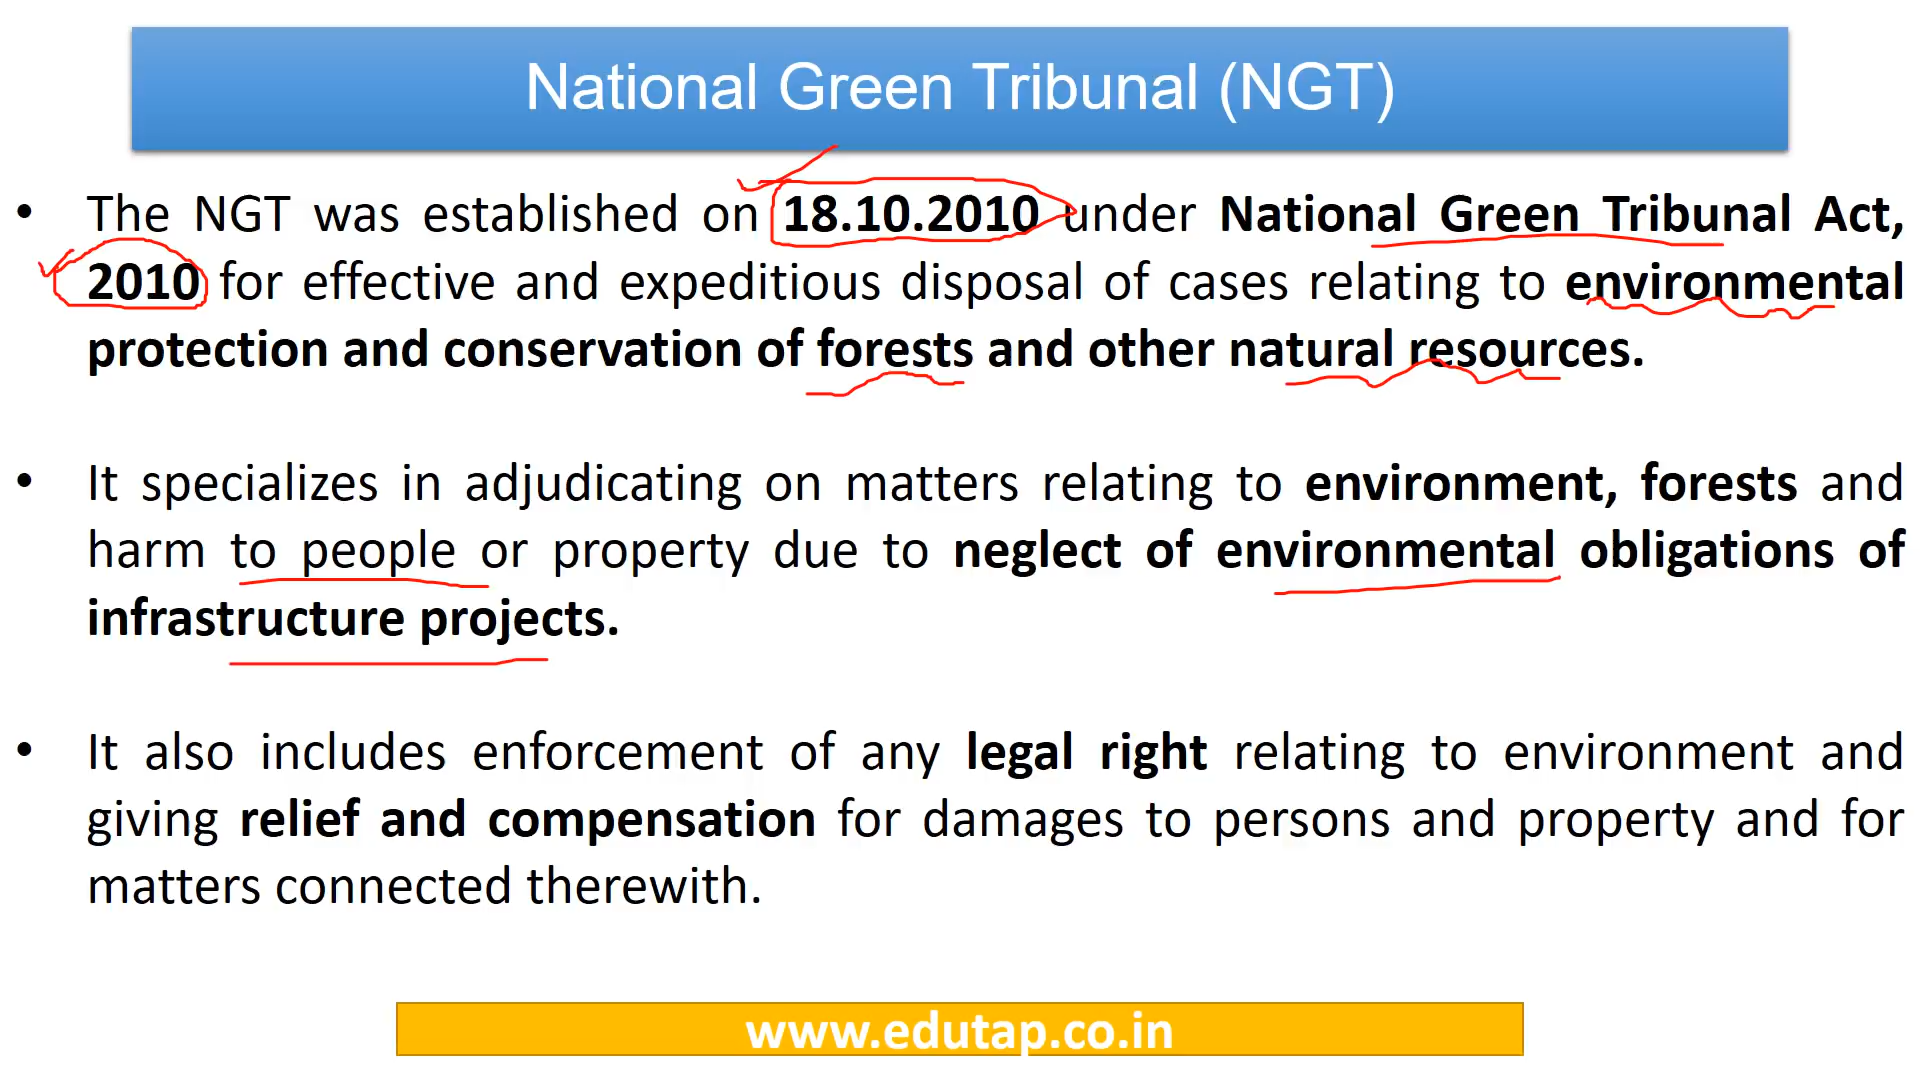 National Green Tribunal (NGT)
• The NGT was established on 18.10.2010 under National Green Tribunal Act,
2010 for effective and expeditious disposal of cases relating to environmental
protection and conservation of forests and other natural resources.
• It specializes in adjudicating on matters relating to environment, forests and
harm to people or property due to neglect of environmental obligations of
infrastructure projects.
• It also includes enforcement of any legal right relating to environment and
giving relief and compensation for damages to persons and property and for
matters connected therewith.
www.edutap.co.in